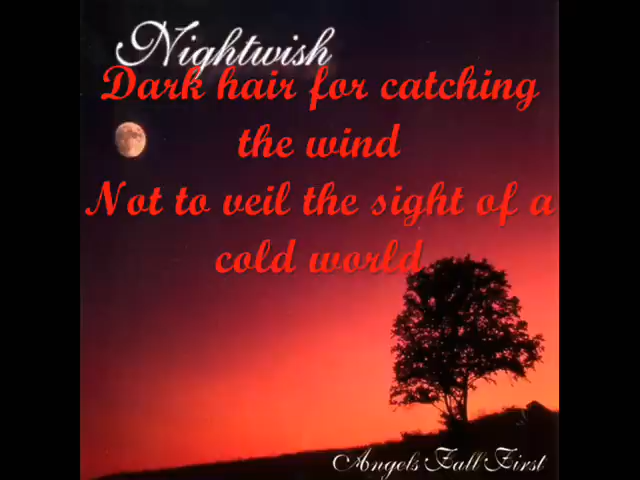 Nightwish
Dark hair for catching
the wind
Not to veil the sight of a
cold world
Angels Fall First